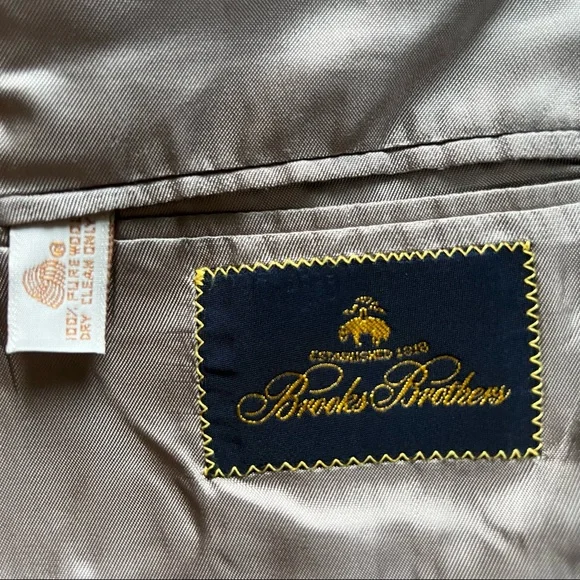 100% PURE WOOL
DRY CLEAN ONLY
ESTABLISHED 1818
Brooks Brothers